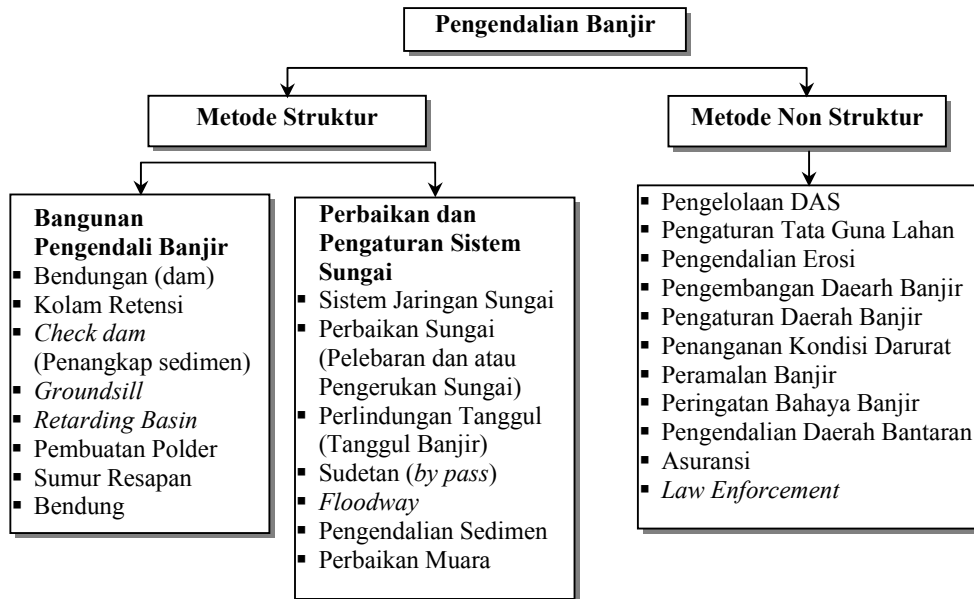 Pengendalian Banjir
Metode Struktur
Metode Non Struktur
Bangunan
Pengendali Banjir
▪ Bendungan (dam)
▪ Kolam Retensi
▪ Check dam
(Penangkap sedimen)
▪ Groundsill
▪ Retarding Basin
▪ Pembuatan Polder
▪ Sumur Resapan
▪ Bendung
Perbaikan dan
Pengaturan Sistem
Sungai
▪ Sistem Jaringan Sungai
▪ Perbaikan Sungai
(Pelebaran dan atau
Pengerukan Sungai)
▪ Perlindungan Tanggul
(Tanggul Banjir)
▪ Sudetan (by pass)
▪ Floodway
▪ Pengendalian Sedimen
▪ Perbaikan Muara
▪ Pengelolaan DAS
▪ Pengaturan Tata Guna Lahan
▪ Pengendalian Erosi
▪ Pengembangan Daearh Banjir
▪ Pengaturan Daerah Banjir
▪ Penanganan Kondisi Darurat
▪ Peramalan Banjir
▪ Peringatan Bahaya Banjir
▪ Pengendalian Daerah Bantaran
▪ Asuransi
▪ Law Enforcement